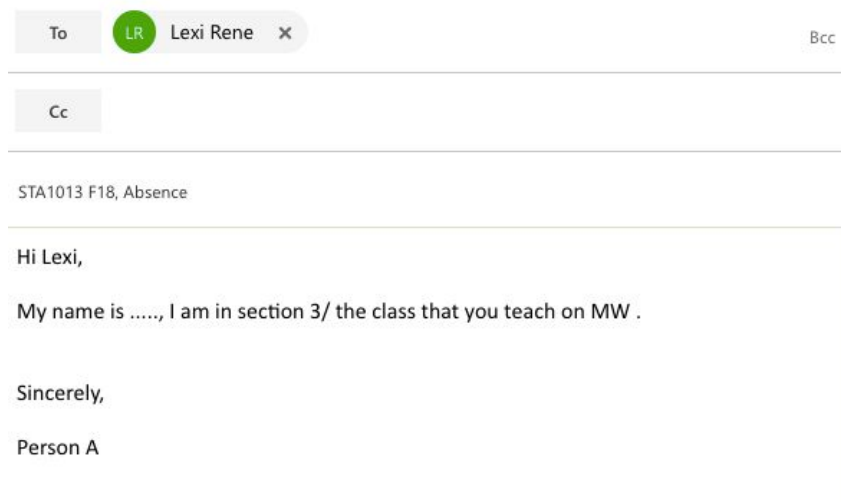 To LR Lexi Rene × Bcc
Cc
STA1013 F18, Absence
Hi Lexi,
My name is ....., I am in section 3/ the class that you teach on MW .
Sincerely,
Person A